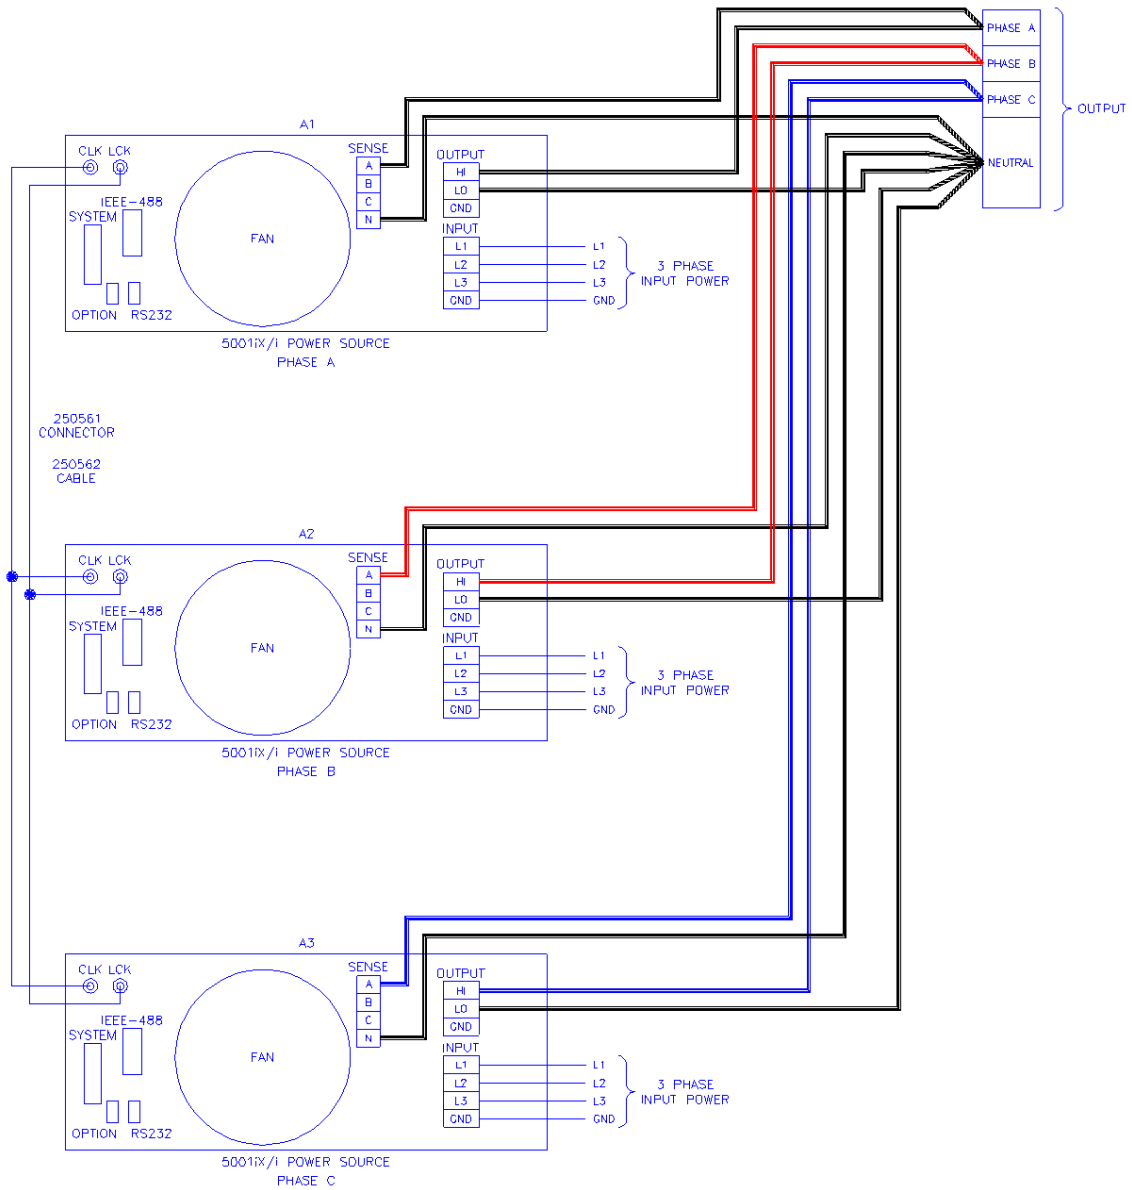 PHASE A
PHASE B
PHASE C
NEUTRAL
OUTPUT
A1
CLK LCK
SENSE
A
B
C
N
OUTPUT
HI
LO
GND
IEEE-488
SYSTEM
FAN
INPUT
L1 L1
L2 L2
L3 L3
GND GND
3 PHASE
INPUT POWER
OPTION RS232
5001iX/i POWER SOURCE
PHASE A
250561
CONNECTOR
250562
CABLE
A2
CLK LCK
SENSE
A
B
C
N
OUTPUT
HI
LO
GND
IEEE-488
SYSTEM
FAN
INPUT
L1 L1
L2 L2
L3 L3
GND GND
3 PHASE
INPUT POWER
OPTION RS232
5001iX/i POWER SOURCE
PHASE B
A3
CLK LCK
SENSE
A
B
C
N
OUTPUT
HI
LO
GND
IEEE-488
SYSTEM
FAN
INPUT
L1 L1
L2 L2
L3 L3
GND GND
3 PHASE
INPUT POWER
OPTION RS232
5001iX/i POWER SOURCE
PHASE C